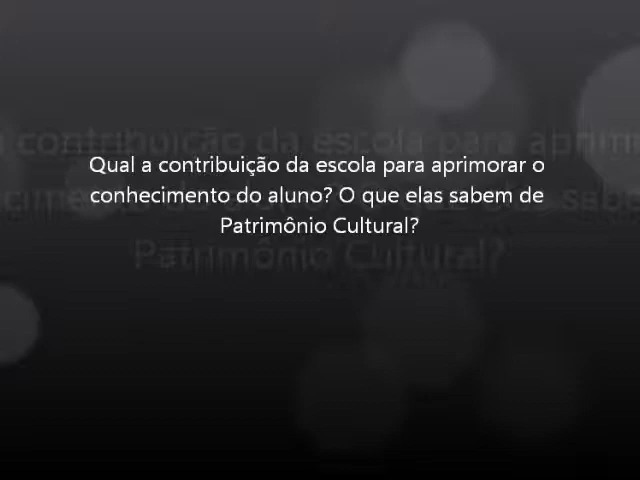 Qual a contribuição da escola para aprimorar o
conhecimento do aluno? O que elas sabem de
Patrimônio Cultural?